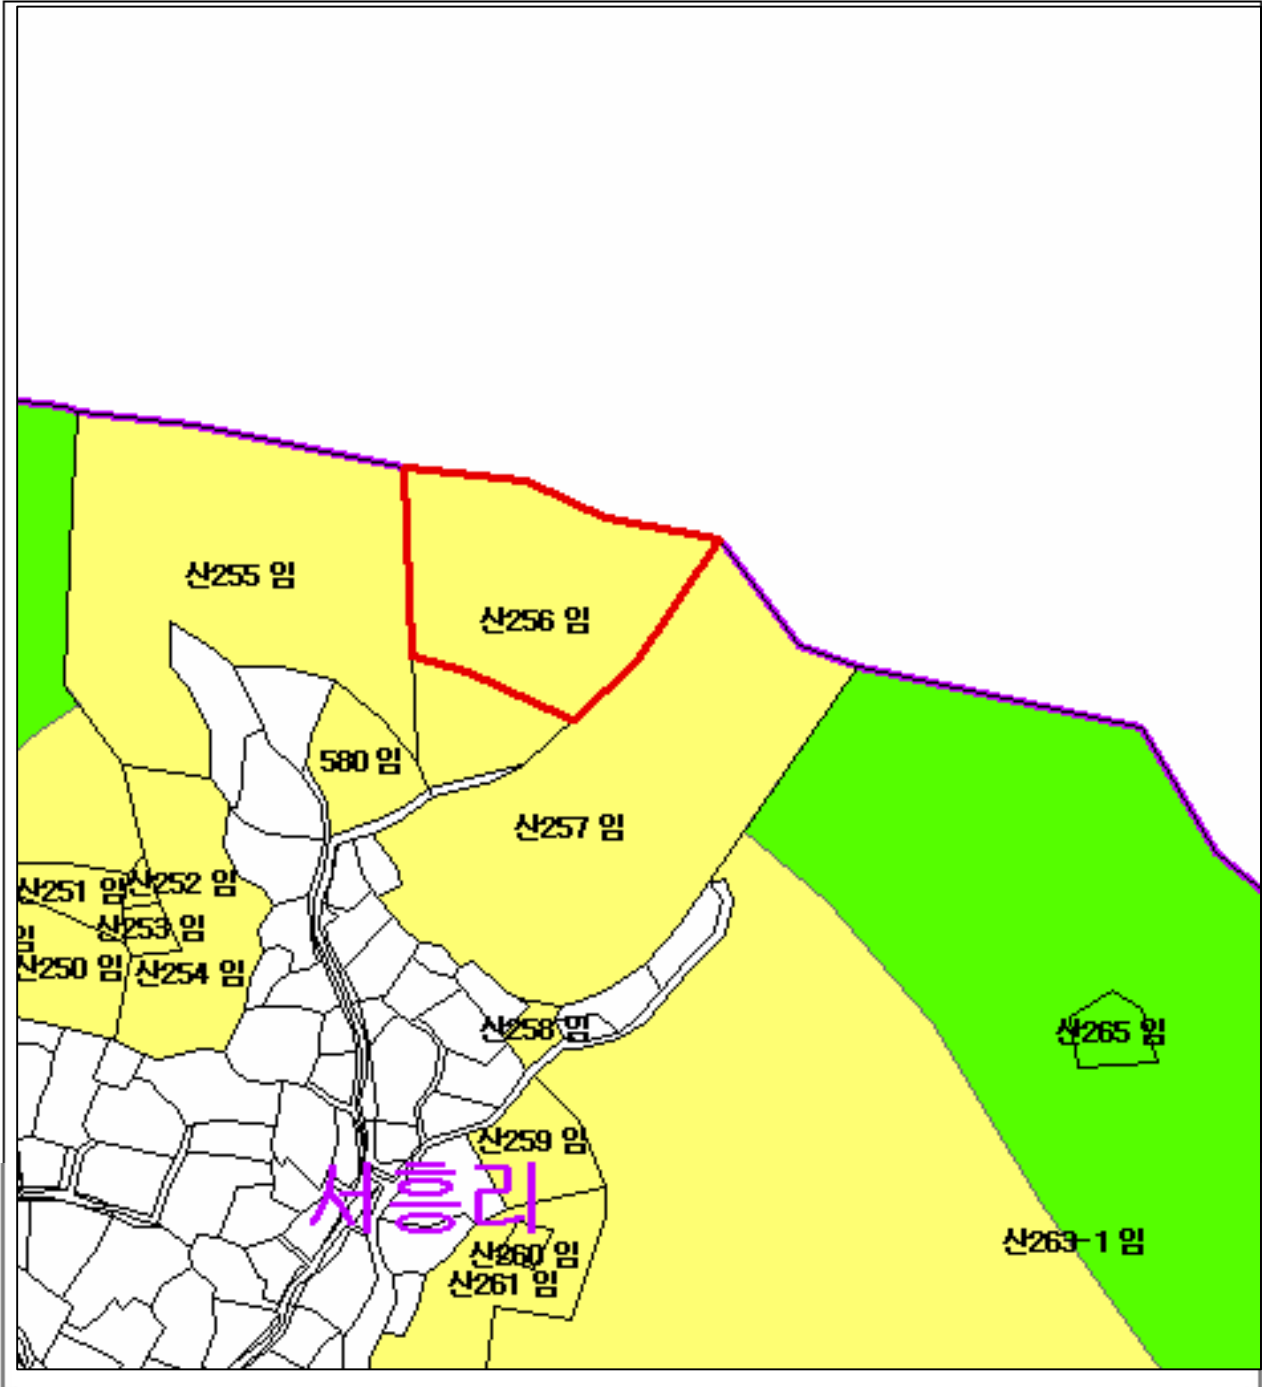 산255 임
산256 임
580 임
산257 임
산251 임
산252 임
산253 임
임
산250 임
산254 임
산258 임
산265 임
산259 임
서흥리
산263-1 임
산260 임
산261 임